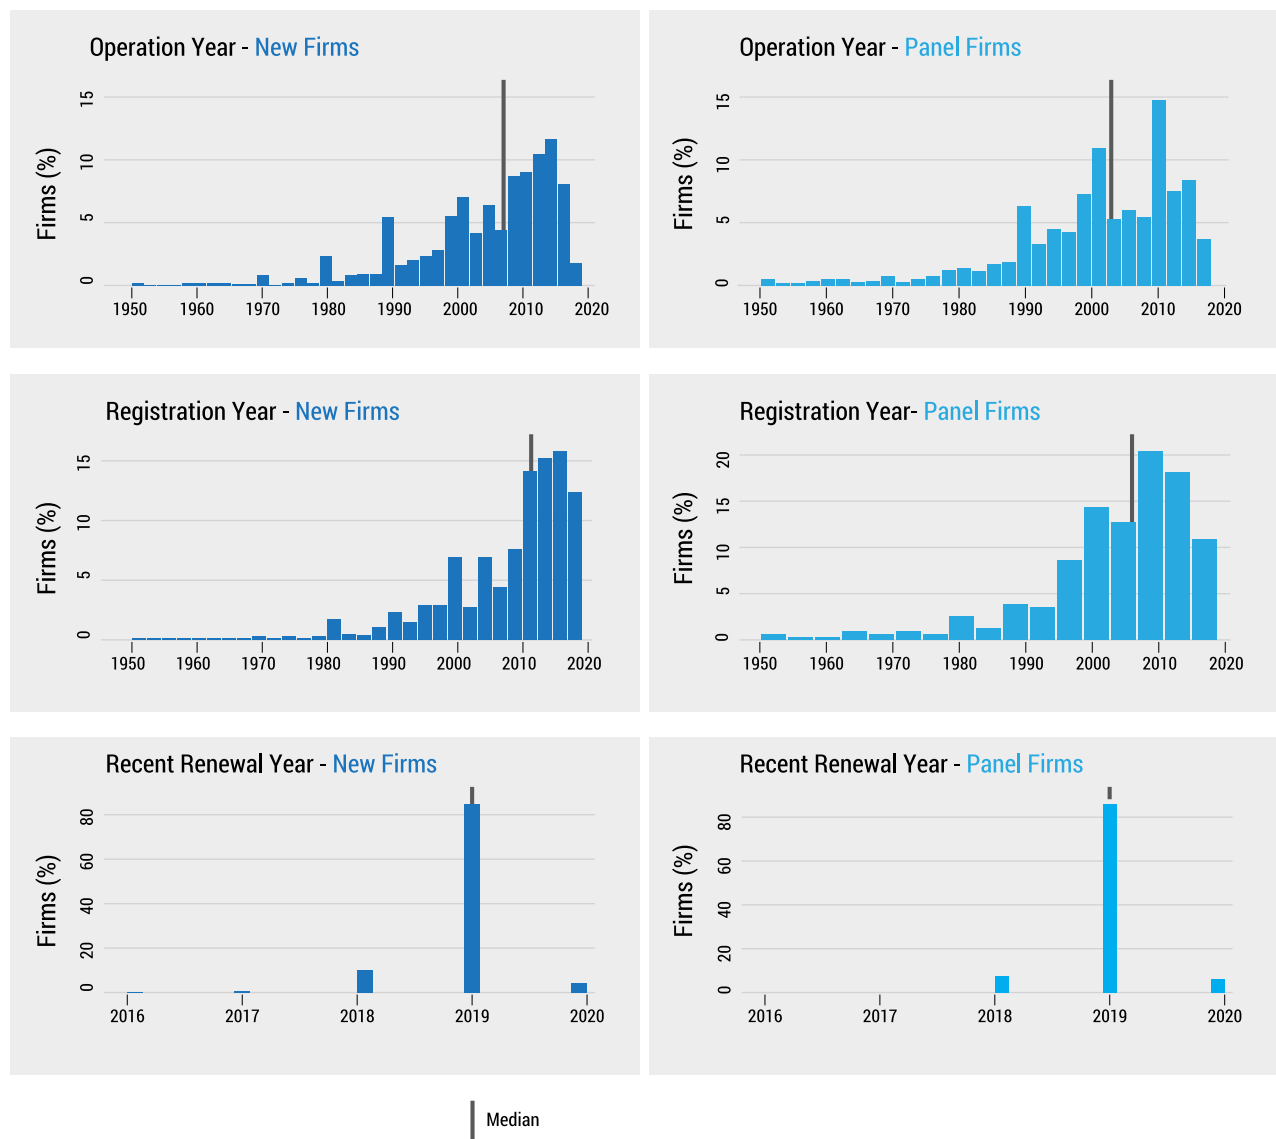 Operation Year - New Firms
Firms (%)
15
10
5
0
1950 1960 1970 1980 1990 2000 2010 2020
Operation Year - Panel Firms
Firms (%)
15
10
5
0
1950 1960 1970 1980 1990 2000 2010 2020
Registration Year - New Firms
Firms (%)
15
10
5
0
1950 1960 1970 1980 1990 2000 2010 2020
Registration Year- Panel Firms
Firms (%)
20
15
10
5
0
1950 1960 1970 1980 1990 2000 2010 2020
Recent Renewal Year - New Firms
Firms (%)
80
60
40
20
0
2016 2017 2018 2019 2020
Recent Renewal Year - Panel Firms
Firms (%)
80
60
40
20
0
2016 2017 2018 2019 2020
Median